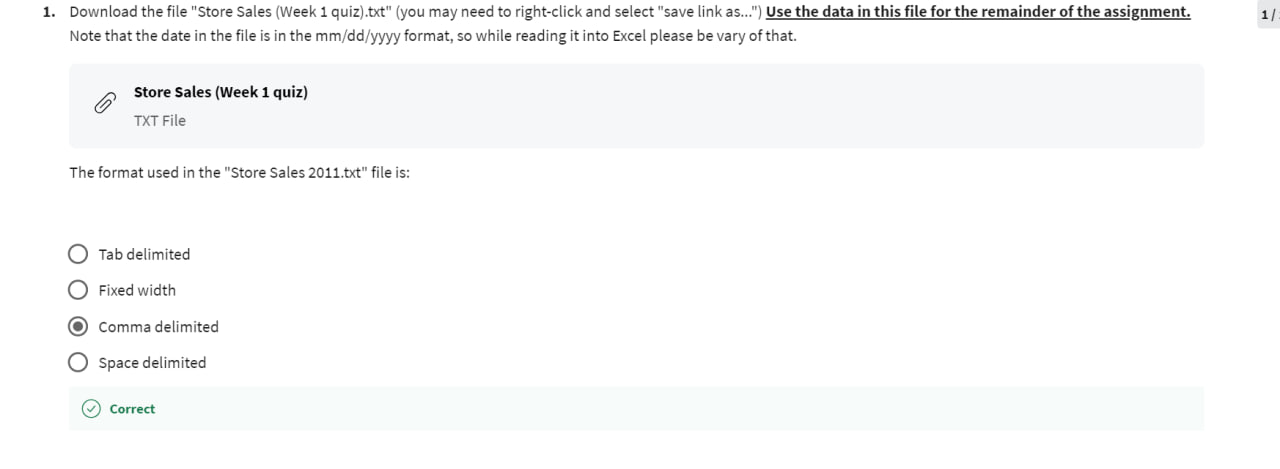 1. Download the file "Store Sales (Week 1 quiz).txt" (you may need to right-click and select "save link as...") Use the data in this file for the remainder of the assignment.
1 /
Note that the date in the file is in the mm/dd/yyyy format, so while reading it into Excel please be vary of that.
Store Sales (Week 1 quiz)
TXT File
The format used in the "Store Sales 2011.txt" file is:
Tab delimited
Fixed width
Comma delimited
Space delimited
Correct